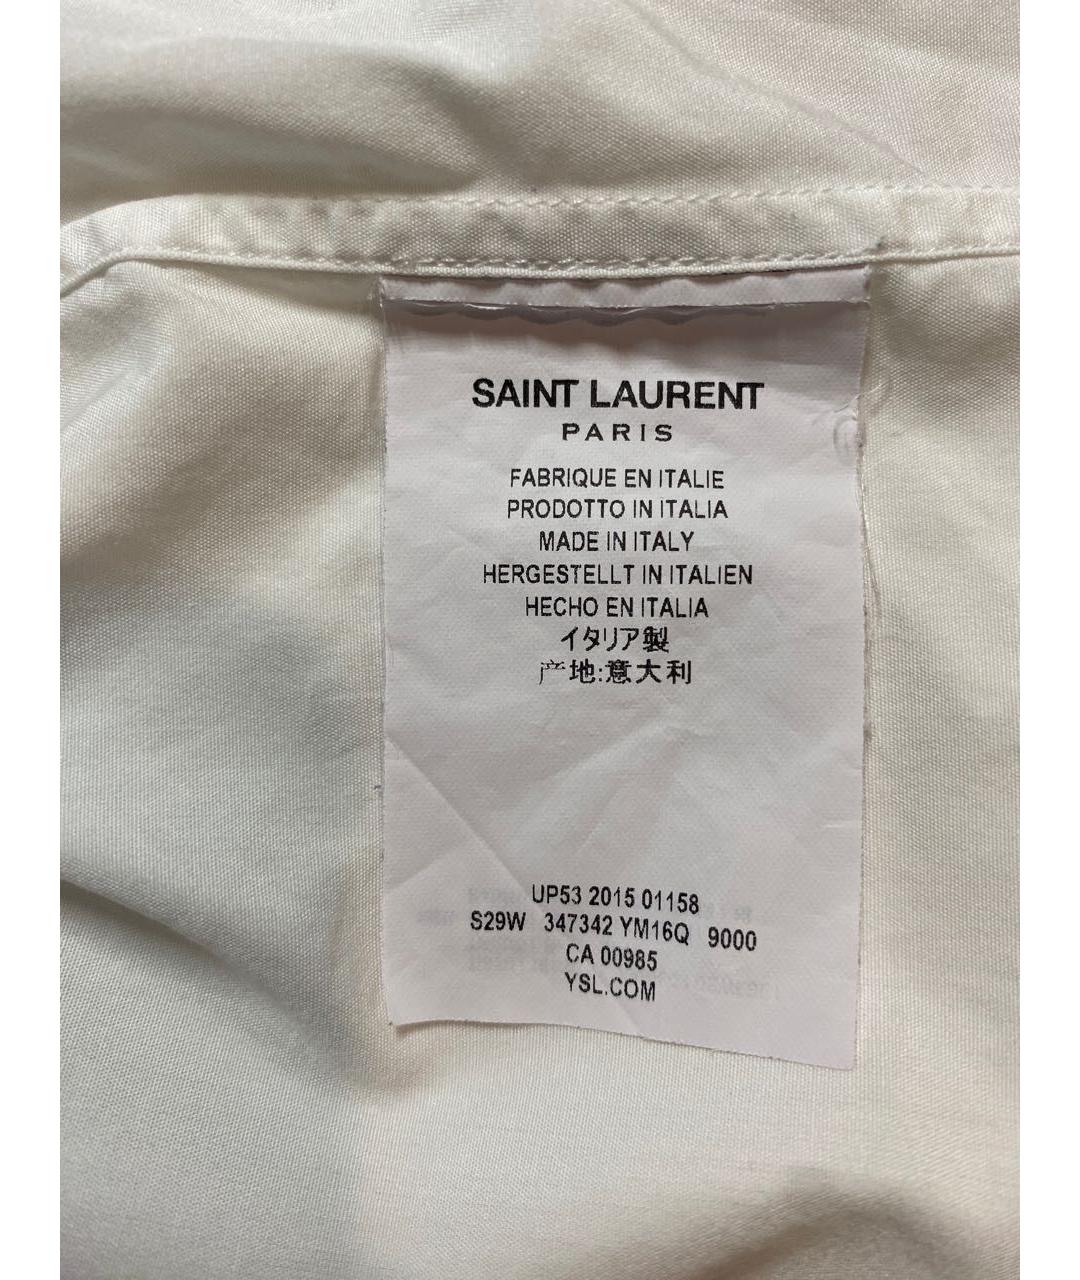 SAINT LAURENT
PARIS
FABRIQUE EN ITALIE
PRODOTTO IN ITALIA
MADE IN ITALY
HERGESTELLT IN ITALIEN
HECHO EN ITALIA
イタリア製
产地:意大利
UP53 2015 01158
S29W 347342 YM16Q 9000
CA 00985
YSL.COM